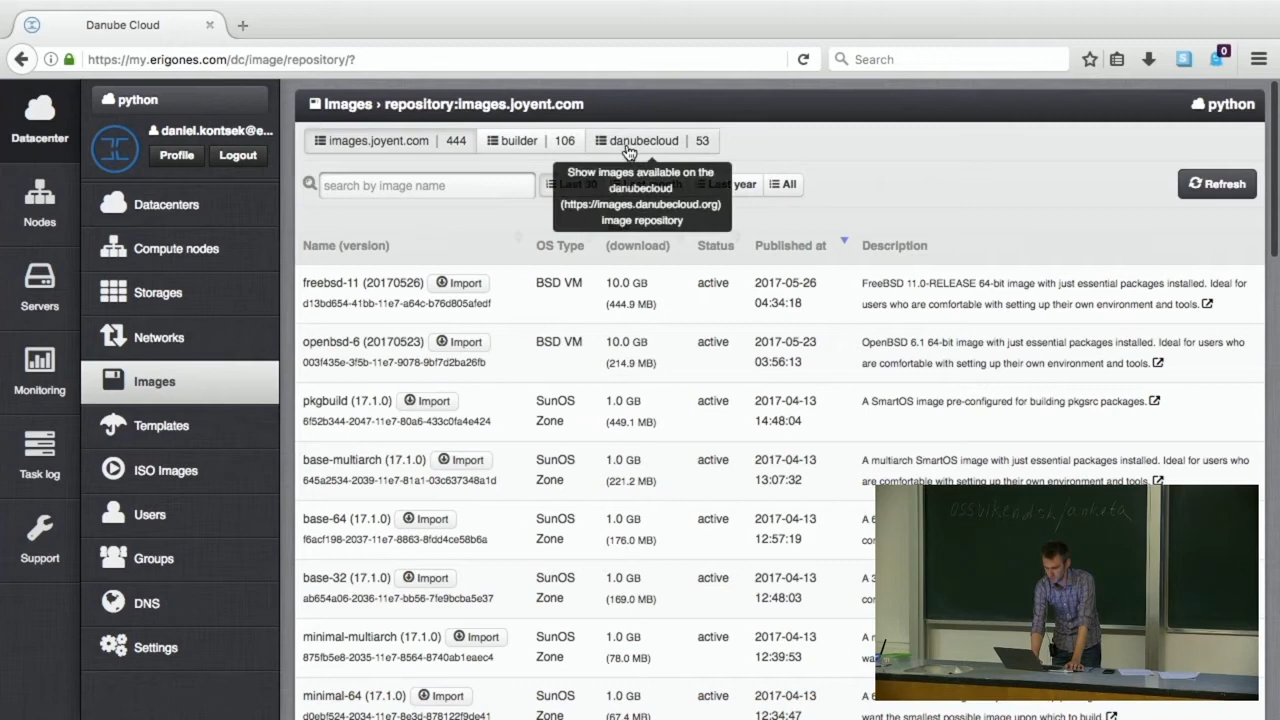 Danube Cloud
https://my.erigones.com/dc/image/repository/?
Search
0
Datacenter
Nodes
Servers
Monitoring
Task log
Support
python
daniel.kontsek@e...
Profile
Logout
Datacenters
Compute nodes
Storages
Networks
Images
Templates
ISO Images
Users
Groups
DNS
Settings
Images › repository:images.joyent.com
python
images.joyent.com 444
builder 106
danubecloud 53
search by image name
Last 30
Last year
All
Refresh
Show images available on the
danubecloud
(https://images.danubecloud.org)
image repository
Name (version) OS Type (download) Status Published at Description
freebsd-11 (20170526) Import BSD VM 10.0 GB active 2017-05-26 FreeBSD 11.0-RELEASE 64-bit image with just essential packages installed. Ideal for
d13bd654-41bb-11e7-a64c-b76d805afedf (444.9 MB) 04:34:18 users who are comfortable with setting up their own environment and tools.
openbsd-6 (20170523) Import BSD VM 10.0 GB active 2017-05-23 OpenBSD 6.1 64-bit image with just essential packages installed. Ideal for users who
003f435e-3f5b-11e7-9078-9bf7d2ba26fb (214.9 MB) 03:56:13 are comfortable with setting up their own environment and tools.
pkgbuild (17.1.0) Import SunOS 1.0 GB active 2017-04-13 A SmartOS image pre-configured for building pkgsrc packages.
6f52b344-2047-11e7-80a6-433c0fa4e424 Zone (449.1 MB) 14:48:04
base-multiarch (17.1.0) Import SunOS 1.0 GB active 2017-04-13 A multiarch SmartOS image with just essential packages installed. Ideal for users who
645a2534-2039-11e7-81a1-03c637348a1d Zone (221.2 MB) 13:07:32 are comfortable with setting up their own environment and tools.
base-64 (17.1.0) Import SunOS 1.0 GB active 2017-04-13 A 6
f6acf198-2037-11e7-8863-8fdd4ce58b6a Zone (176.0 MB) 12:57:19
base-32 (17.1.0) Import SunOS 1.0 GB active 2017-04-13 A 3
ab654a06-2036-11e7-bb56-7fe9bcba5e37 Zone (169.0 MB) 12:48:03
minimal-multiarch (17.1.0) Import SunOS 1.0 GB active 2017-04-13
875fb5e8-2035-11e7-8564-8740ab1eaec4 Zone (78.0 MB) 12:39:53
minimal-64 (17.1.0) Import SunOS 1.0 GB active 2017-04-13 A 6
d0ebf524-2034-11e7-8e3d-878122f79de41 Zone (67.4 MB) 12:34:47 want the smallest possible image upon which to build.
ossvikend.sk/anketa